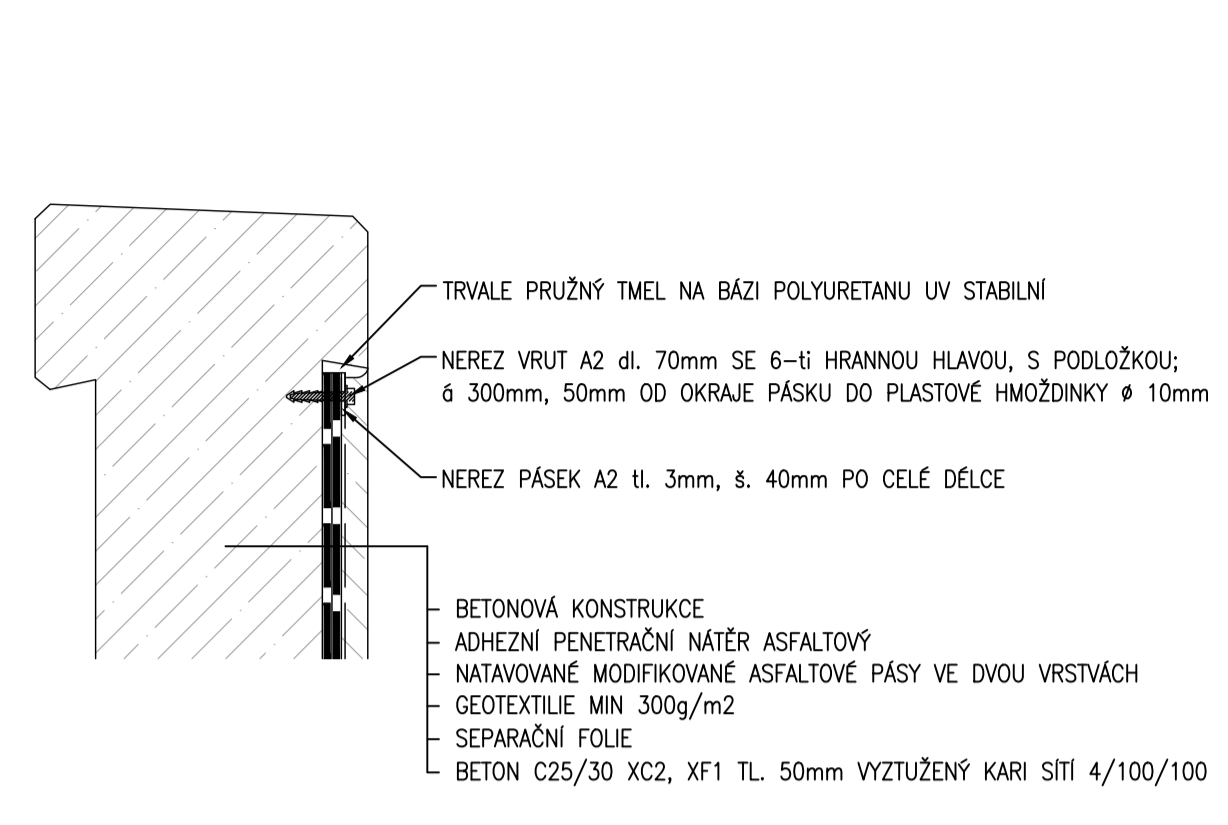 TRVALE PRUŽNÝ TMEL NA BÁZI POLYURETANU UV STABILNÍ
NEREZ VRUT A2 dl. 70mm SE 6-ti HRANNOU HLAVOU, S PODLOŽKOU;
á 300mm, 50mm OD OKRAJE PÁSKU DO PLASTOVÉ HMOŽDINKY ø 10mm
NEREZ PÁSEK A2 tl. 3mm, š. 40mm PO CELÉ DÉLCE
BETONOVÁ KONSTRUKCE
ADHEZNÍ PENETRAČNÍ NÁTĚR ASFALTOVÝ
NATAVOVANÉ MODIFIKOVANÉ ASFALTOVÉ PÁSY VE DVOU VRSTVÁCH
GEOTEXTILIE MIN 300g/m2
SEPARAČNÍ FOLIE
BETON C25/30 XC2, XF1 TL. 50mm VYZTUŽENÝ KARI SÍTÍ 4/100/100